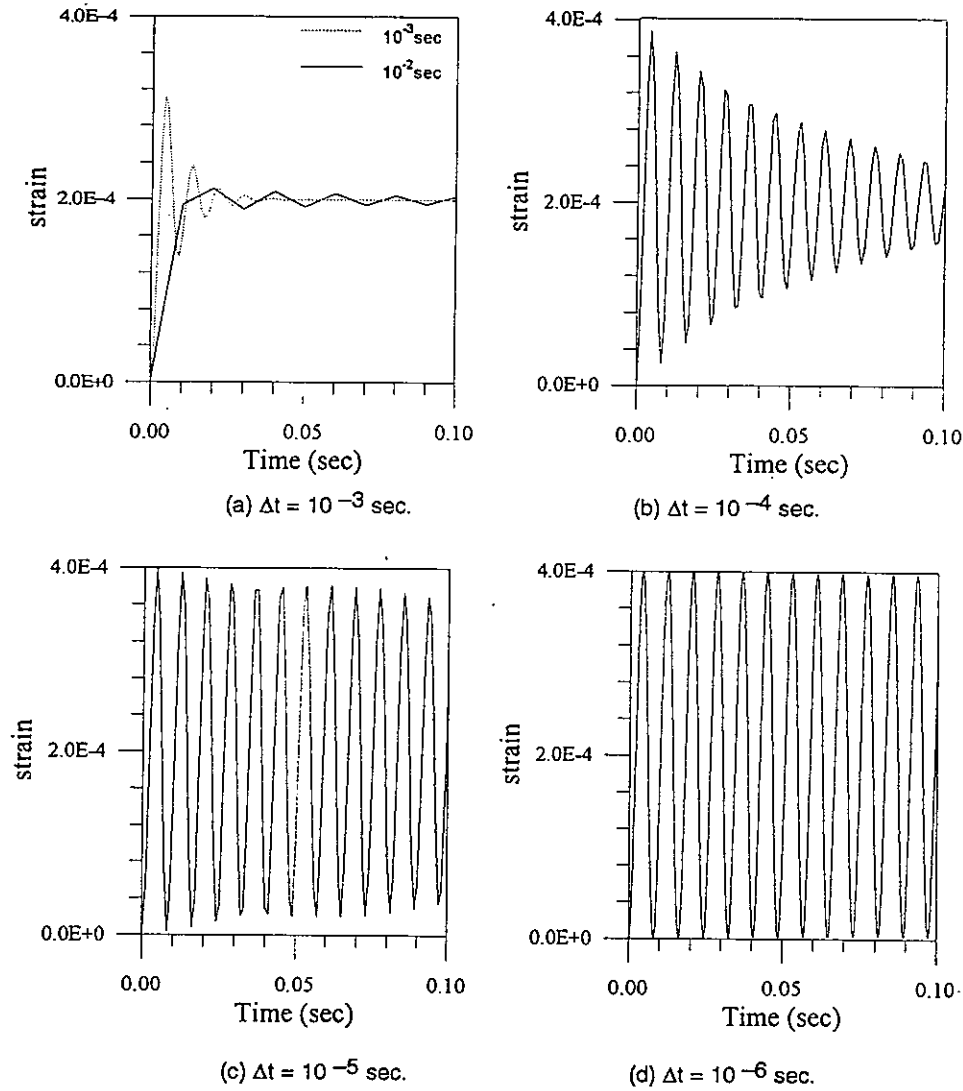 4.0E-4
10⁻³sec
10⁻²sec
strain
2.0E-4
0.0E+0
0.00 0.05 0.10
Time (sec)
(a) Δt = 10 ⁻³ sec.
4.0E-4
strain
2.0E-4
0.0E+0
0.00 0.05 0.10
Time (sec)
(b) Δt = 10 ⁻⁴ sec.
4.0E-4
strain
2.0E-4
0.0E+0
0.00 0.05 0.10
Time (sec)
(c) Δt = 10 ⁻⁵ sec.
4.0E-4
strain
2.0E-4
0.0E+0
0.00 0.05 0.10
Time (sec)
(d) Δt = 10 ⁻⁶ sec.